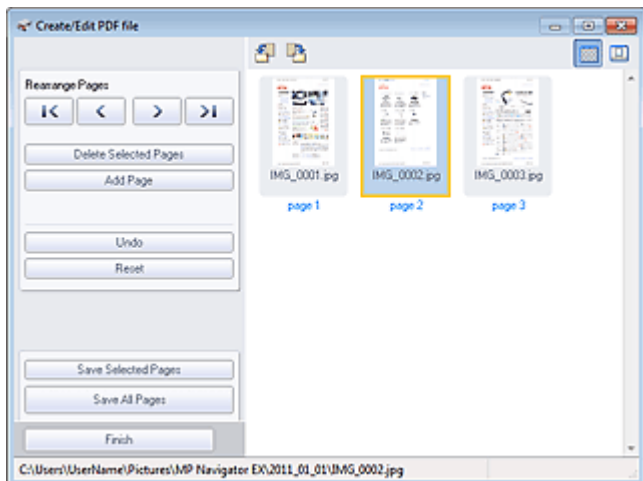 Create/Edit PDF file
Rearrange Pages
Delete Selected Pages
Add Page
Undo
Reset
Save Selected Pages
Save All Pages
Finish
IMG_0001.jpg
IMG_0002.jpg
IMG_0003.jpg
page 1
page 2
page 3
C:\Users\UserName\Pictures\MP Navigator EX\2011_01_01\IMG_0002.jpg